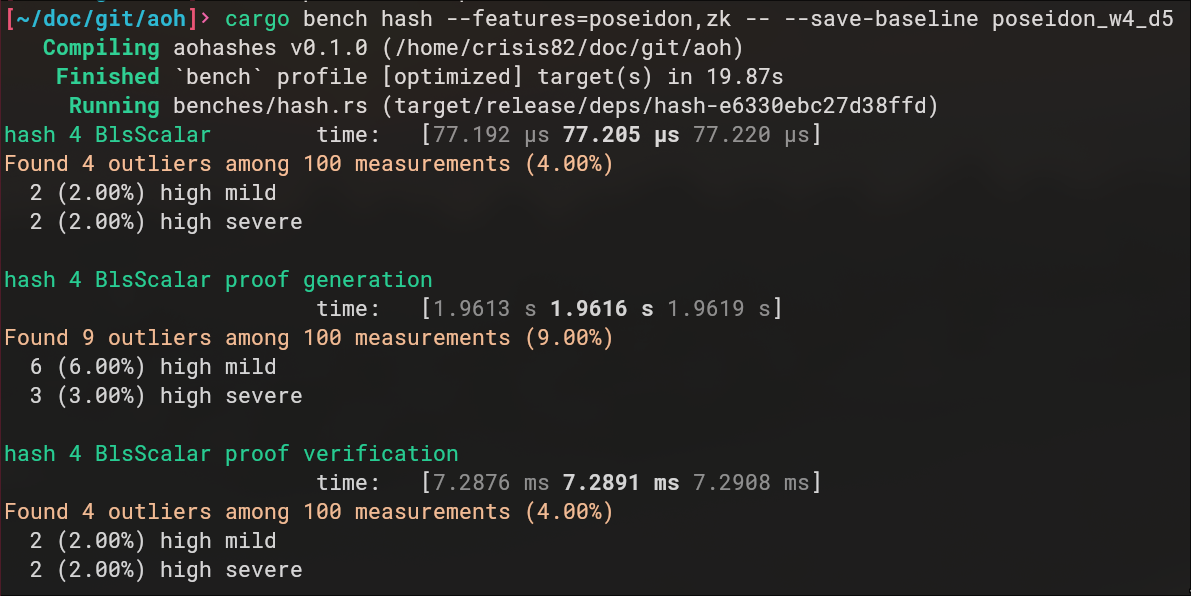 [~/doc/git/aoh]› cargo bench hash --features=poseidon,zk -- --save-baseline poseidon_w4_d5
   Compiling aohashes v0.1.0 (/home/crisis82/doc/git/aoh)
    Finished `bench` profile [optimized] target(s) in 19.87s
     Running benches/hash.rs (target/release/deps/hash-e6330ebc27d38ffd)
hash 4 BlsScalar        time:   [77.192 µs 77.205 µs 77.220 µs]
Found 4 outliers among 100 measurements (4.00%)
  2 (2.00%) high mild
  2 (2.00%) high severe

hash 4 BlsScalar proof generation
                        time:   [1.9613 s 1.9616 s 1.9619 s]
Found 9 outliers among 100 measurements (9.00%)
  6 (6.00%) high mild
  3 (3.00%) high severe

hash 4 BlsScalar proof verification
                        time:   [7.2876 ms 7.2891 ms 7.2908 ms]
Found 4 outliers among 100 measurements (4.00%)
  2 (2.00%) high mild
  2 (2.00%) high severe